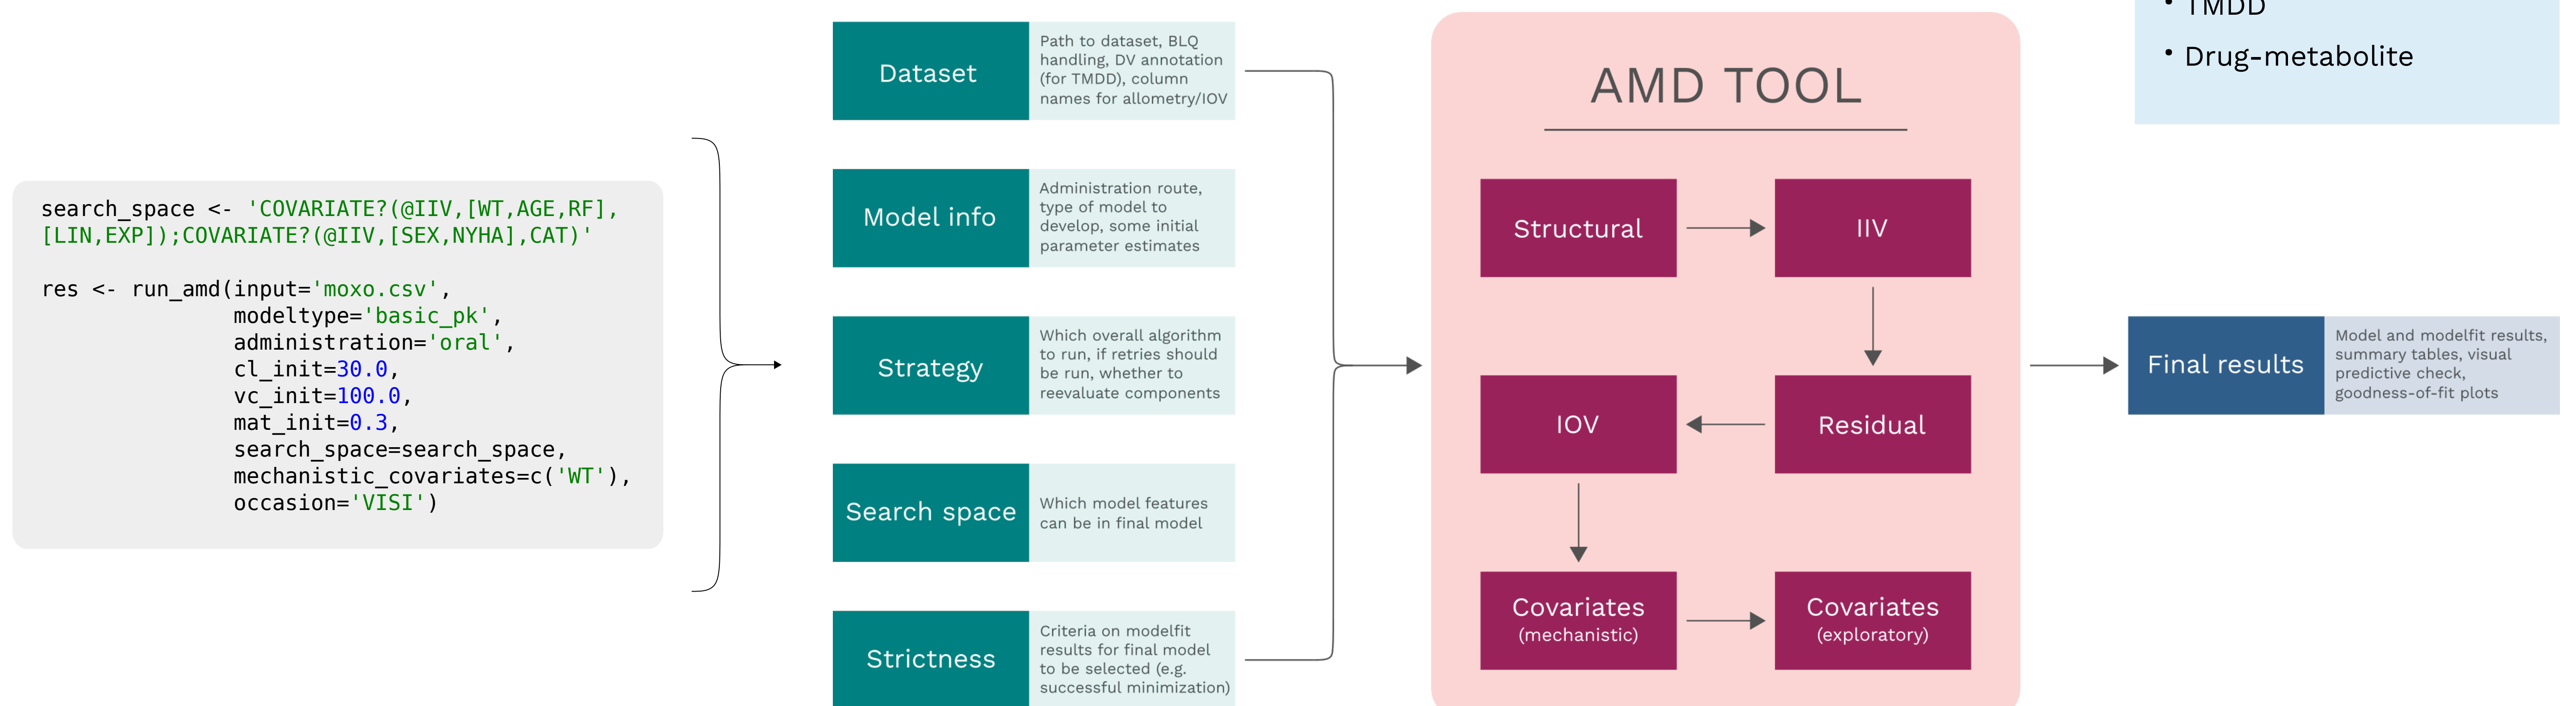 search_space <- 'COVARIATE?(@IIV,[WT,AGE,RF],
[LIN,EXP]);COVARIATE?(@IIV,[SEX,NYHA],CAT)'
res <- run_amd(input='moxo.csv',
modeltype='basic_pk',
administration='oral',
cl_init=30.0,
vc_init=100.0,
mat_init=0.3,
search_space=search_space,
mechanistic_covariates=c('WT'),
occasion='VISI')
Dataset
Path to dataset, BLQ
handling, DV annotation
(for TMDD), column
names for allometry/IOV
Model info
Administration route,
type of model to
develop, some initial
parameter estimates
Strategy
Which overall algorithm
to run, if retries should
be run, whether to
reevaluate components
Search space
Which model features
can be in final model
Strictness
Criteria on modelfit
results for final model
to be selected (e.g.
successful minimization)
AMD TOOL
Structural
IIV
IOV
Residual
Covariates
(mechanistic)
Covariates
(exploratory)
• TMDD
• Drug-metabolite
Final results
Model and modelfit results,
summary tables, visual
predictive check,
goodness-of-fit plots